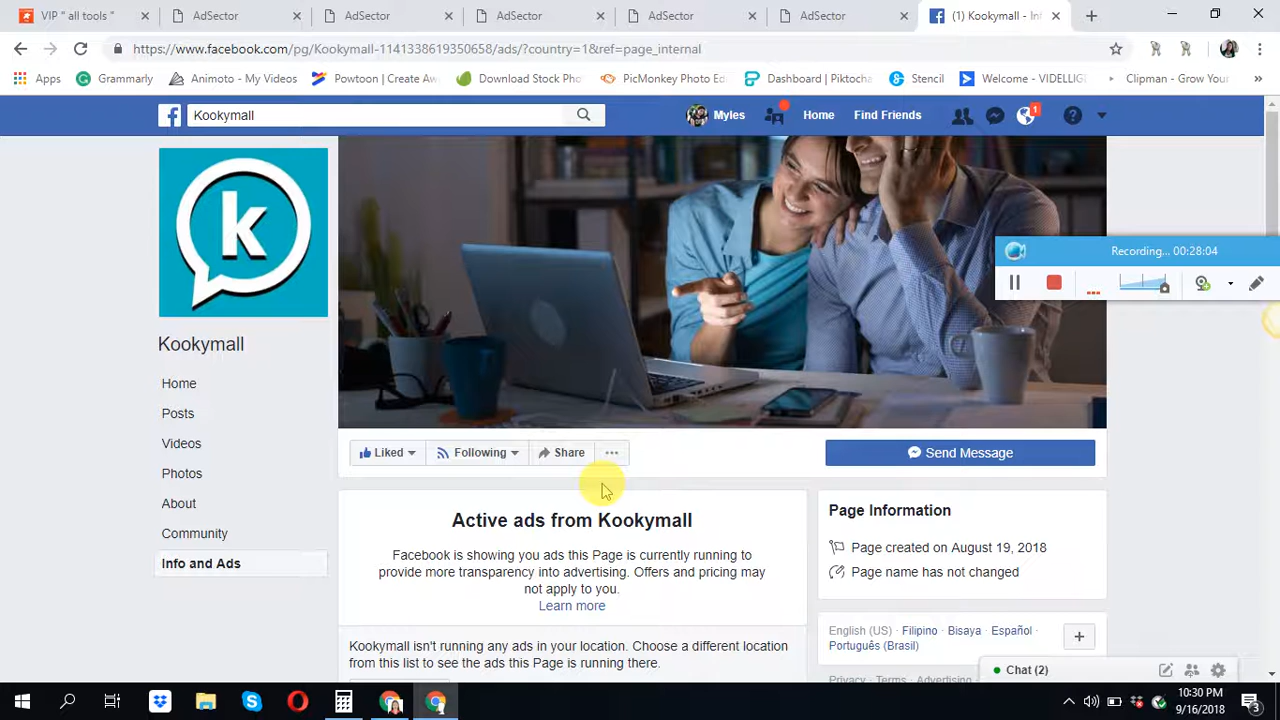 VIP " all tools "
AdSector
AdSector
AdSector
AdSector
AdSector
(1) Kookymall - In
https://www.facebook.com/pg/Kookymall-1141338619350658/ads/?country=1&ref=page_internal
Apps
Grammarly
Animoto - My Videos
Powtoon | Create Aw
Download Stock Pho
PicMonkey Photo Ed
Dashboard | Piktocha
Stencil
Welcome - VIDELLIGE
Clipman - Grow Your
Kookymall
Myles
Home
Find Friends
1
k
Recording... 00:28:04
Kookymall
Home
Posts
Videos
Photos
About
Community
Info and Ads
Liked
Following
Share
Send Message
Active ads from Kookymall
Facebook is showing you ads this Page is currently running to
provide more transparency into advertising. Offers and pricing may
not apply to you.
Learn more
Kookymall isn't running any ads in your location. Choose a different location
from this list to see the ads this Page is running there.
Page Information
Page created on August 19, 2018
Page name has not changed
English (US) · Filipino · Bisaya · Español ·
Português (Brasil)
Privacy · Terms · Advertising
Chat (2)
10:30 PM
9/16/2018
3